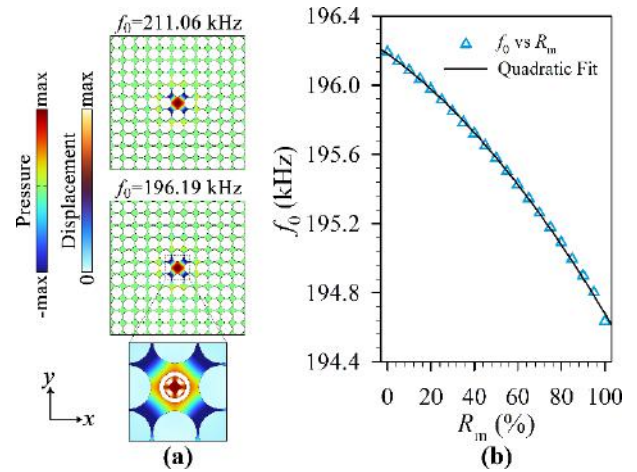 f₀=211.06 kHz
max
max
Pressure
Displacement
-max
0
f₀=196.19 kHz
y
x
(a)
(b)
196.4
196.0
195.6
195.2
194.8
194.4
f₀ (kHz)
f₀ vs Rₘ
Quadratic Fit
0 20 40 60 80 100
Rₘ (%)